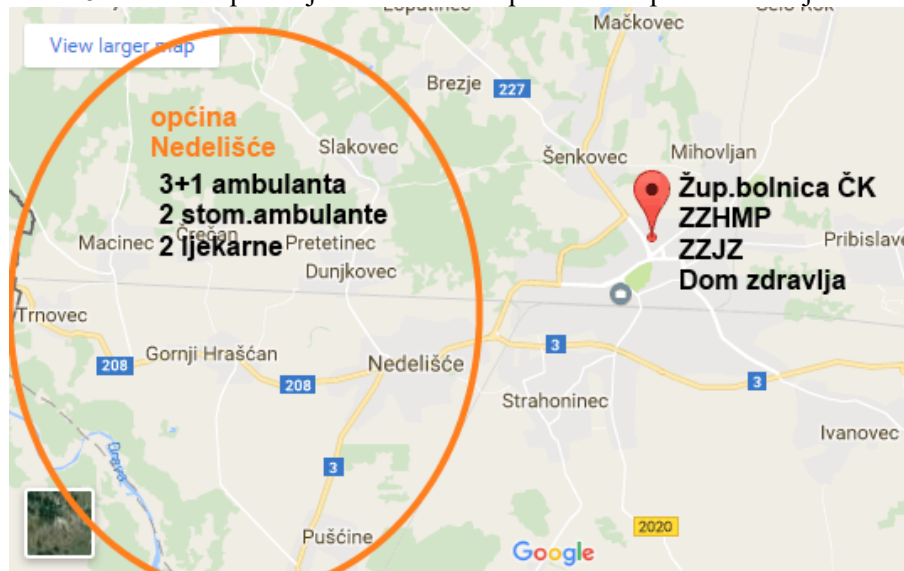 Mačkovec
View larger map
Brezje
227
općina
Nedelišće
Slakovec
Šenkovec
Mihovljan
3+1 ambulanta
Žup.bolnica ČK
2 stom.ambulante
ZZHMP
Macinec
Črečan
Pretetinec
2 ljekarne
ZZJZ
Pribislave
Dunjkovec
Dom zdravlja
Trnovec
Gornji Hrašćan
208
Nedelišće
3
208
3
Strahoninec
Ivanovec
Drava
3
2020
Pušćine
Google